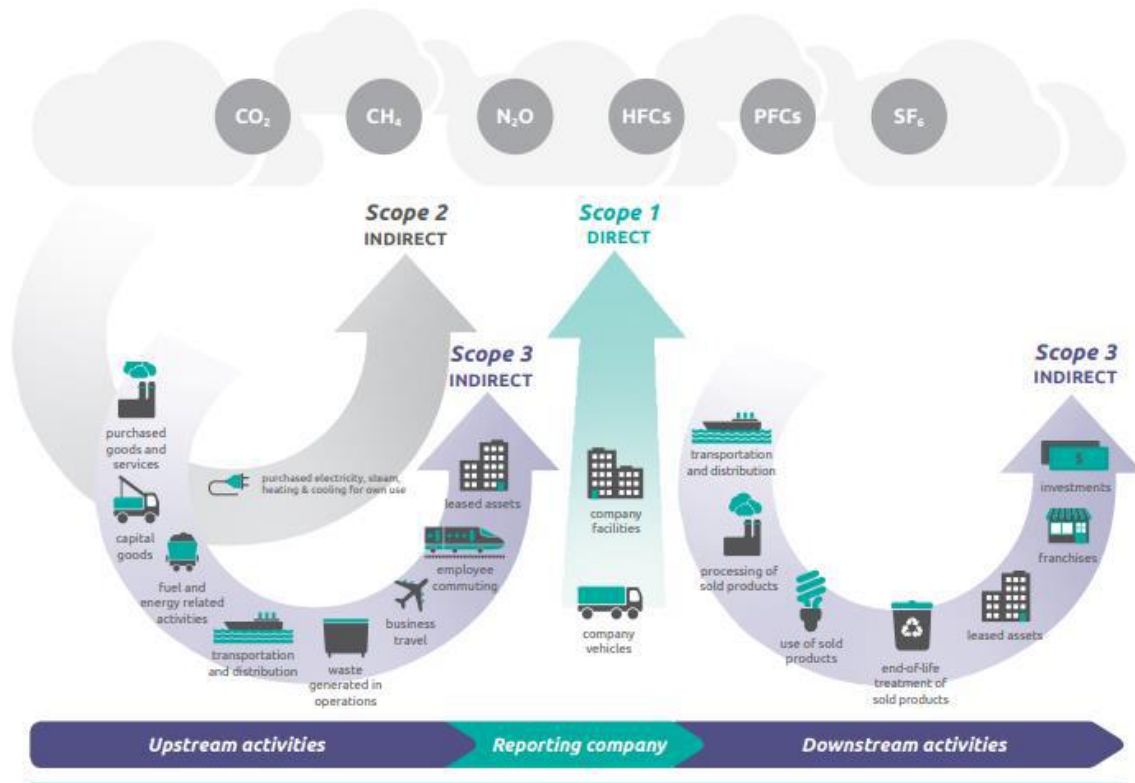 CO₂
CH₄
N₂O
HFCs
PFCs
SF₆
Scope 2
INDIRECT
Scope 1
DIRECT
Scope 3
INDIRECT
Scope 3
INDIRECT
purchased
goods and
services
capital
goods
fuel and
energy related
activities
purchased electricity, steam,
heating & cooling for own use
transportation
and distribution
waste
generated in
operations
business
travel
employee
commuting
leased assets
company
facilities
company
vehicles
transportation
and distribution
processing of
sold products
use of sold
products
end-of-life
treatment of
sold products
leased assets
franchises
$
investments
Upstream activities
Reporting company
Downstream activities